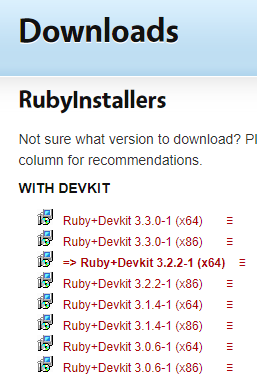 Downloads
RubyInstallers
Not sure what version to download? Pl
column for recommendations.
WITH DEVKIT
Ruby+Devkit 3.3.0-1 (x64) ≡
Ruby+Devkit 3.3.0-1 (x86) ≡
=> Ruby+Devkit 3.2.2-1 (x64) ≡
Ruby+Devkit 3.2.2-1 (x86) ≡
Ruby+Devkit 3.1.4-1 (x64) ≡
Ruby+Devkit 3.1.4-1 (x86) ≡
Ruby+Devkit 3.0.6-1 (x64) ≡
Ruby+Devkit 3.0.6-1 (x86) ≡